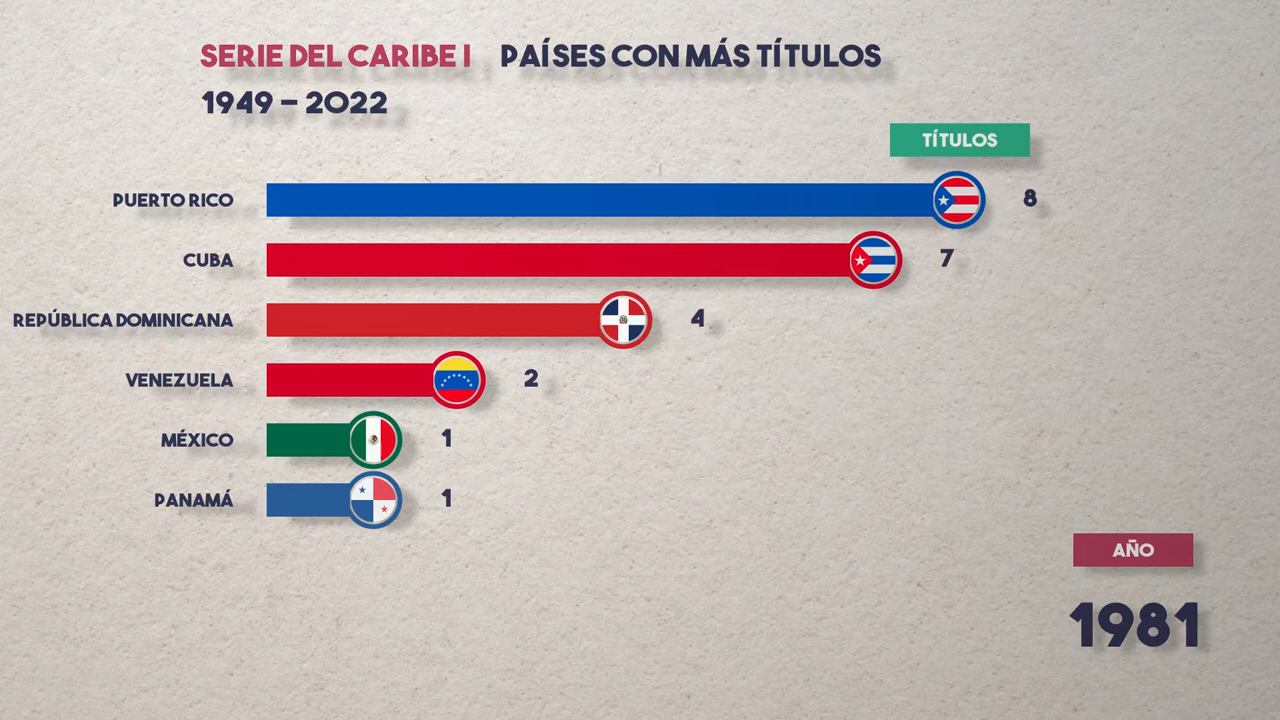 SERIE DEL CARIBE I PAÍSES CON MÁS TÍTULOS
1949 – 2022
TÍTULOS
PUERTO RICO 8
CUBA 7
REPÚBLICA DOMINICANA 4
VENEZUELA 2
MÉXICO 1
PANAMÁ 1
AÑO
1981